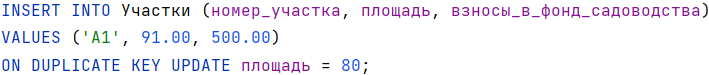 INSERT INTO Участки (номер_участка, площадь, взносы_в_фонд_садоводства)
VALUES ('A1', 91.00, 500.00)
ON DUPLICATE KEY UPDATE площадь = 80;